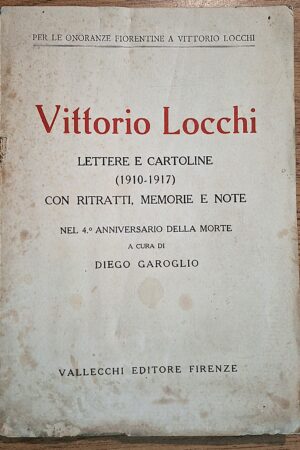 PER LE ONORANZE FIORENTINE A VITTORIO LOCCHI
Vittorio Locchi
LETTERE E CARTOLINE
(1910-1917)
CON RITRATTI, MEMORIE E NOTE
NEL 4.º ANNIVERSARIO DELLA MORTE
A CURA DI
DIEGO GAROGLIO
VALLECCHI EDITORE FIRENZE